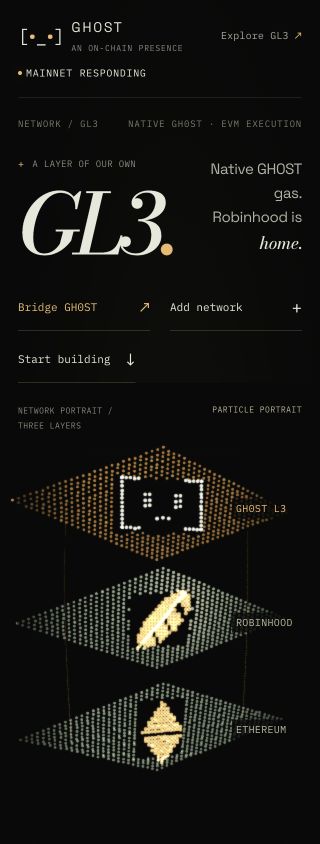 [•_•] GHOST
AN ON-CHAIN PRESENCE
Explore GL3 ↗
MAINNET RESPONDING
NETWORK / GL3
NATIVE GHOST · EVM EXECUTION
+ A LAYER OF OUR OWN
GL3.
Native GHOST
gas.
Robinhood is
home.
Bridge GHOST ↗
Add network +
Start building ↓
NETWORK PORTRAIT /
THREE LAYERS
PARTICLE PORTRAIT
GHOST L3
ROBINHOOD
ETHEREUM